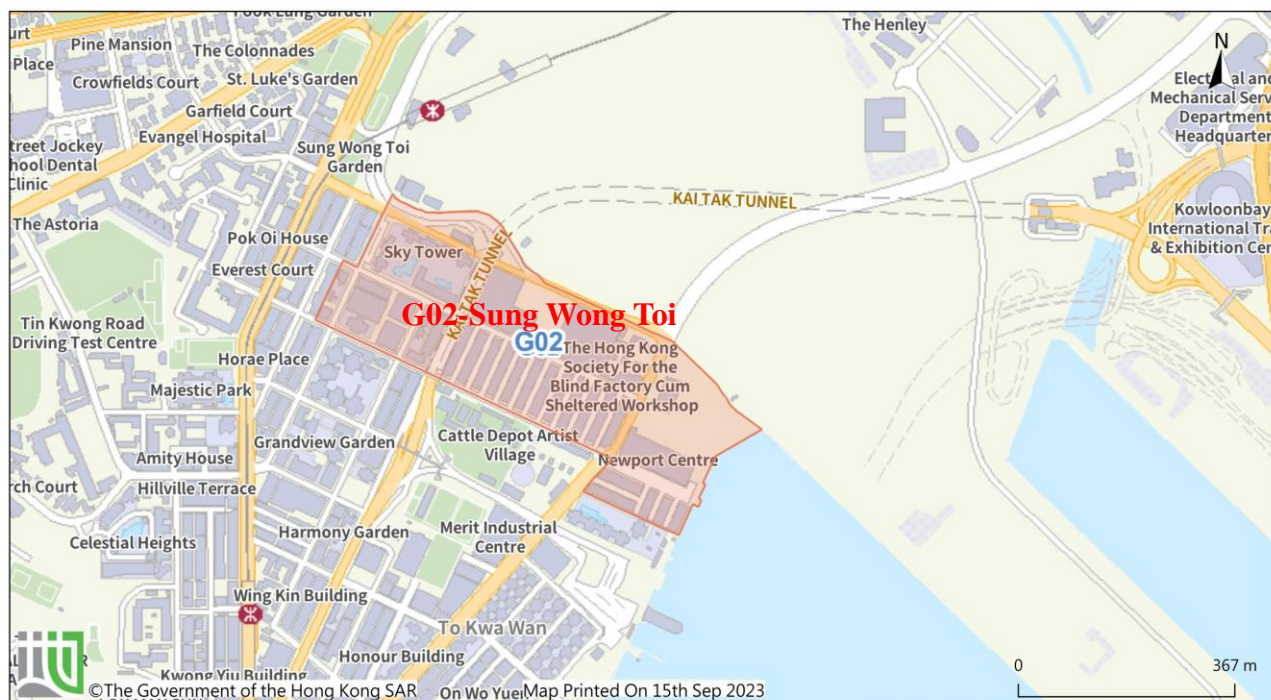 Pook Lung Garden
Court
Pine Mansion
The Colonnades
Place
Crowfields Court
St. Luke's Garden
Garfield Court
Evangel Hospital
Sung Wong Toi
Garden
Street Jockey
School Dental
Clinic
The Astoria
Pok Oi House
Everest Court
Sky Tower
KAI TAK TUNNEL
KAI TAK TUNNEL
The Henley
N
Mechanical Serv
Department
Headquarter
Kowloonbay
International Tra
& Exhibition Cen
G02-Sung Wong Toi
G02
The Hong Kong
Society For the
Blind Factory Cum
Sheltered Workshop
Tin Kwong Road
Driving Test Centre
Horae Place
Majestic Park
Grandview Garden
Cattle Depot Artist
Village
Newport Centre
Amity House
rch Court
Hillville Terrace
Harmony Garden
Merit Industrial
Centre
Celestial Heights
Wing Kin Building
To Kwa Wan
Honour Building
Kwong Yiu Building
On Wo Yuen
©The Government of the Hong Kong SAR
Map Printed On 15th Sep 2023
0
367 m